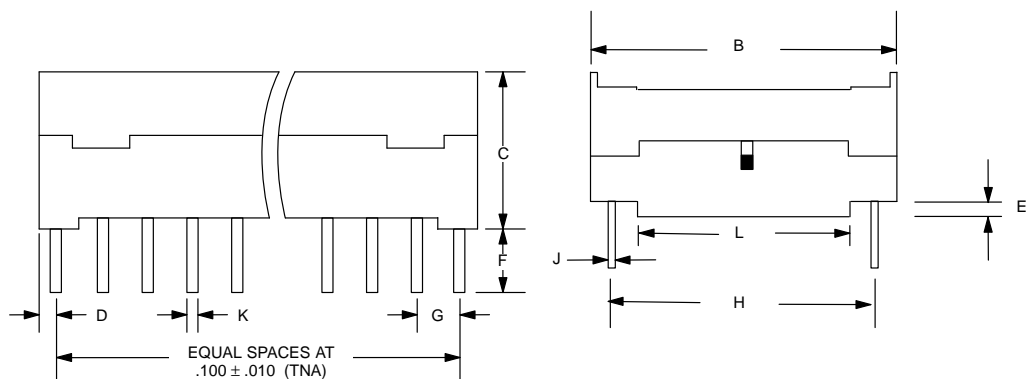 B
C
E
L
F
J
D
K
G
H
EQUAL SPACES AT
.100 ± .010 (TNA)